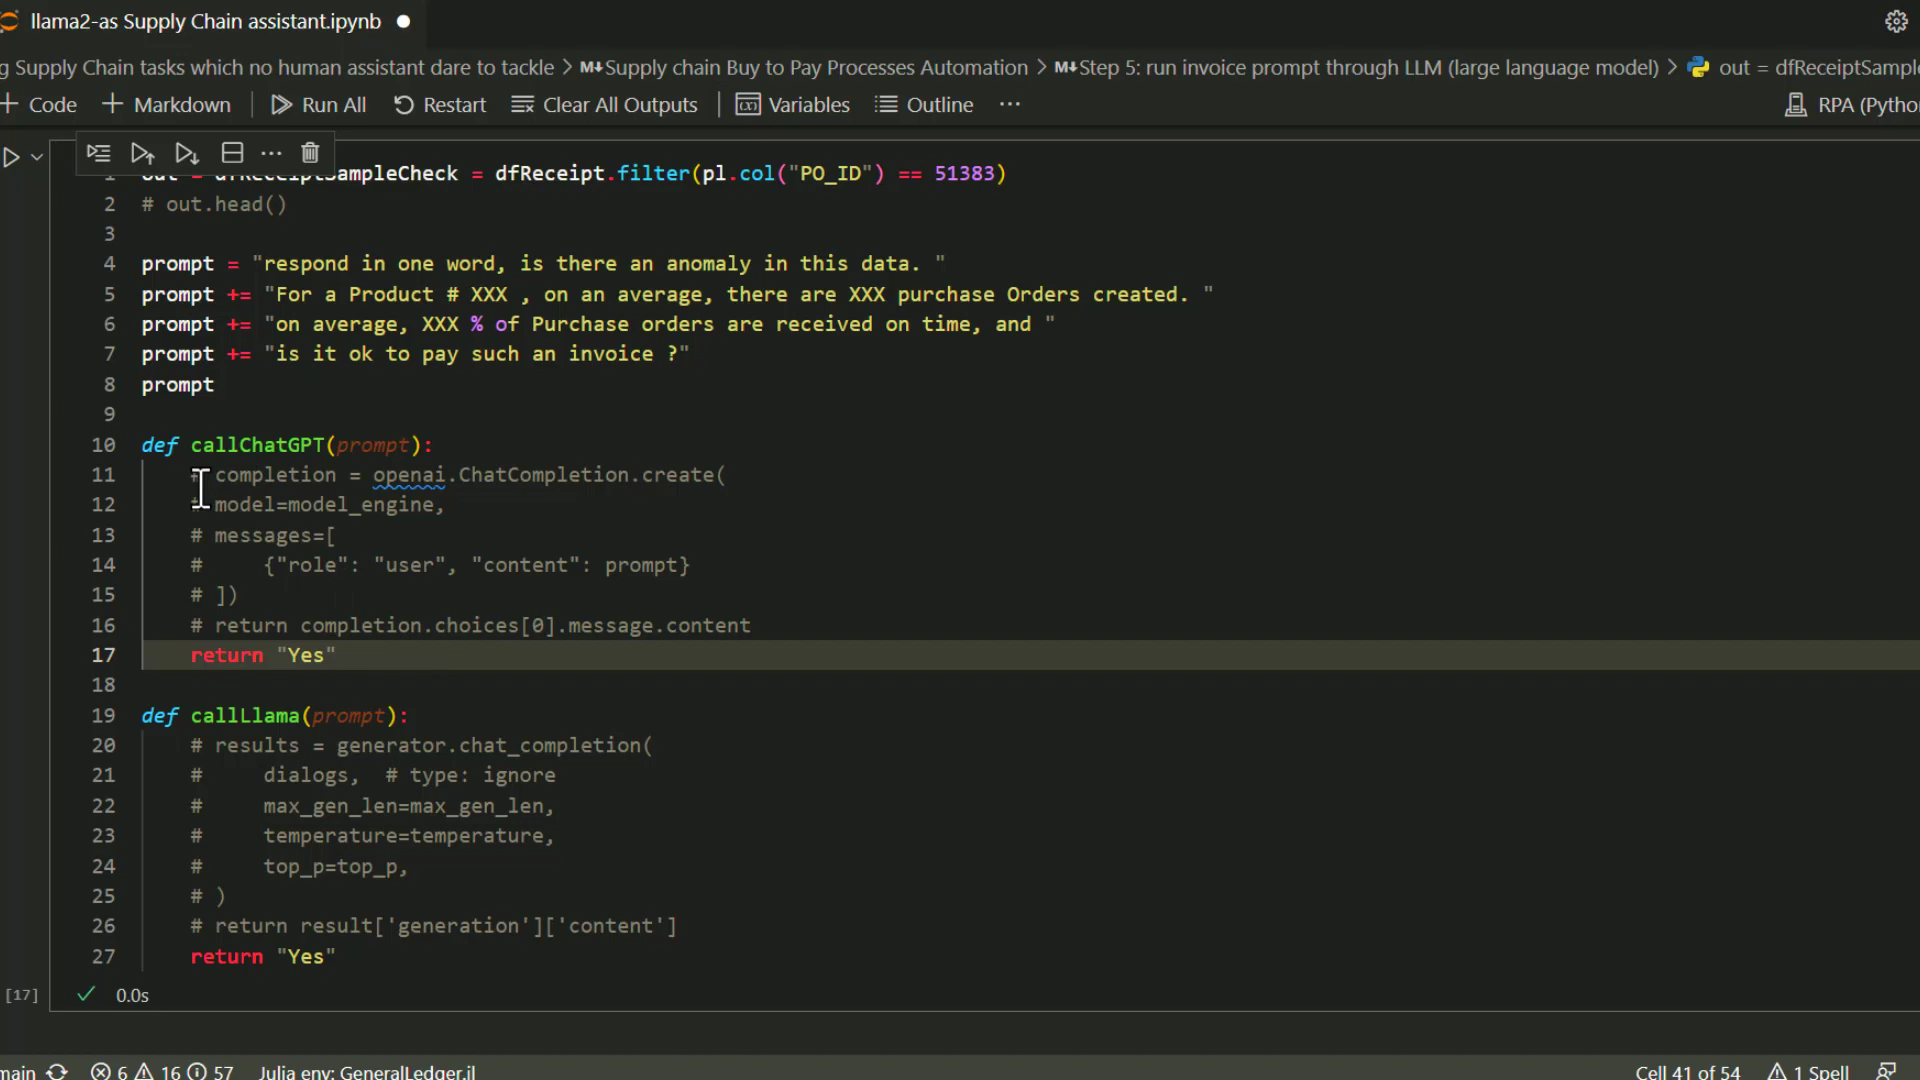 llama2-as Supply Chain assistant.ipynb
g Supply Chain tasks which no human assistant dare to tackle > M↓Supply chain Buy to Pay Processes Automation > M↓Step 5: run invoice prompt through LLM (large language model) > out = dfReceiptSample
+ Code + Markdown | Run All Restart Clear All Outputs | Variables Outline ··· RPA (Pytho
1 out = dfReceiptSampleCheck = dfReceipt.filter(pl.col("PO_ID") == 51383)
2 # out.head()
3
4 prompt = "respond in one word, is there an anomaly in this data. "
5 prompt += "For a Product # XXX , on an average, there are XXX purchase Orders created. "
6 prompt += "on average, XXX % of Purchase orders are received on time, and "
7 prompt += "is it ok to pay such an invoice ?"
8 prompt
9
10 def callChatGPT(prompt):
11 # completion = openai.ChatCompletion.create(
12 # model=model_engine,
13 # messages=[
14 #     {"role": "user", "content": prompt}
15 # ])
16 # return completion.choices[0].message.content
17 return "Yes"
18
19 def callLlama(prompt):
20 # results = generator.chat_completion(
21 #     dialogs,  # type: ignore
22 #     max_gen_len=max_gen_len,
23 #     temperature=temperature,
24 #     top_p=top_p,
25 # )
26 # return result['generation']['content']
27 return "Yes"
[17] ✓ 0.0s
main 6 16 57 Julia env: GeneralLedger.jl Cell 41 of 54 1 Spell